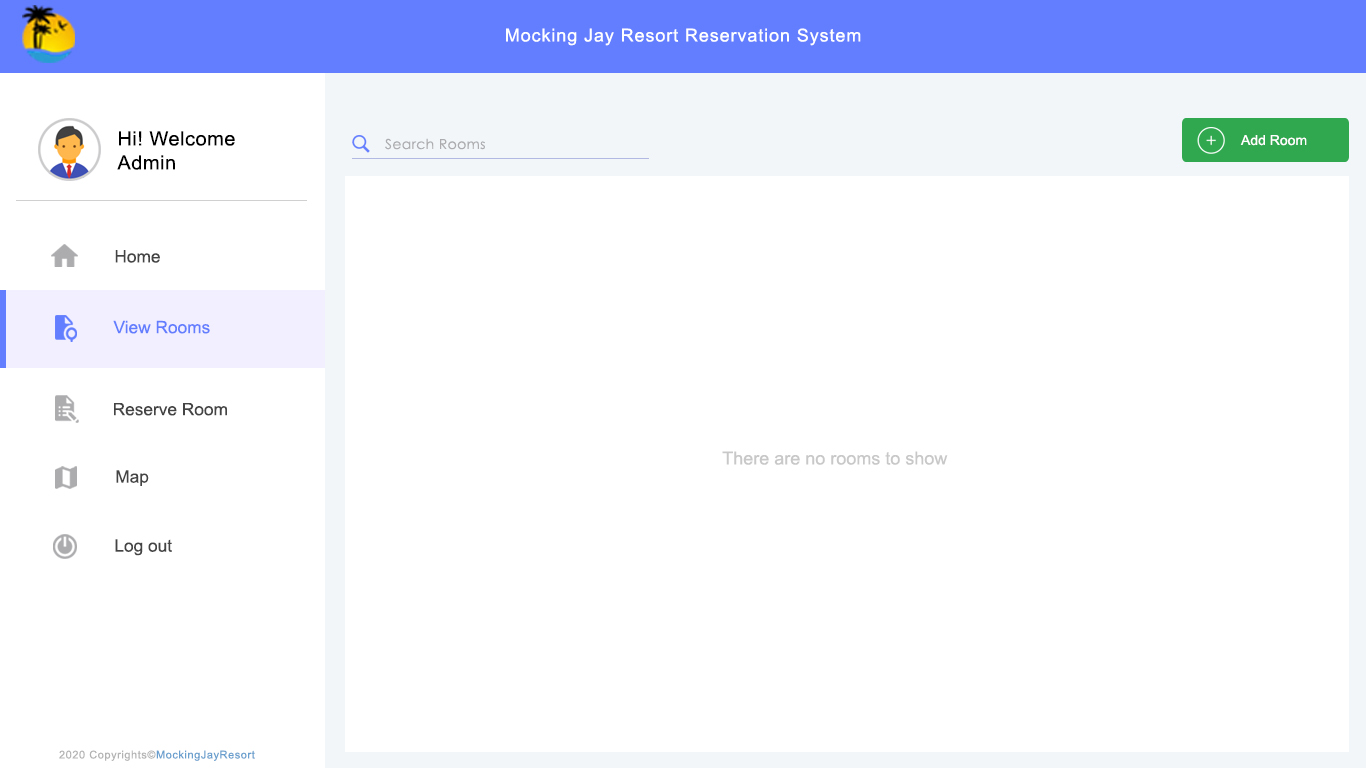 Mocking Jay Resort Reservation System
Hi! Welcome
Admin
Home
View Rooms
Reserve Room
Map
Log out
2020 Copyrights©MockingJayResort
Search Rooms
Add Room
There are no rooms to show